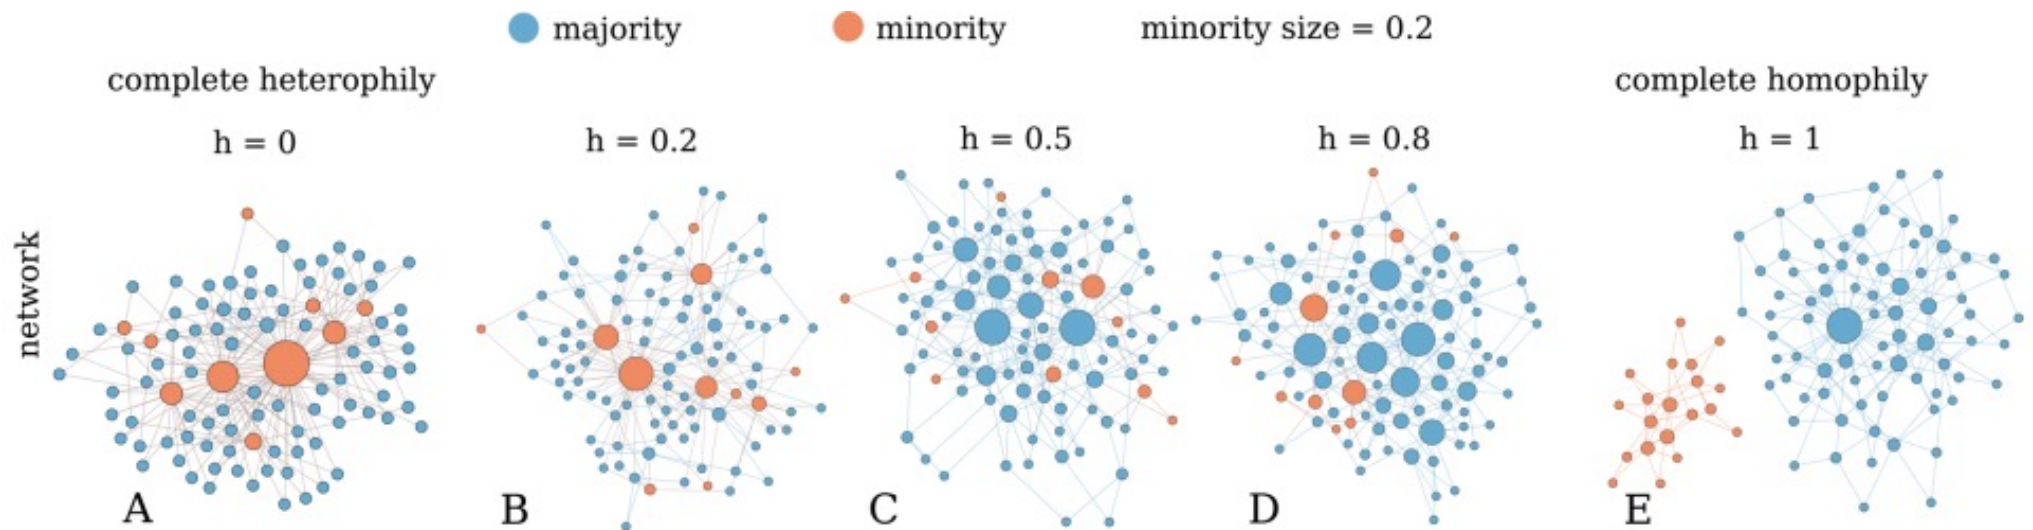 majority minority minority size = 0.2
complete heterophily complete homophily
h = 0 h = 0.2 h = 0.5 h = 0.8 h = 1
network
A B C D E